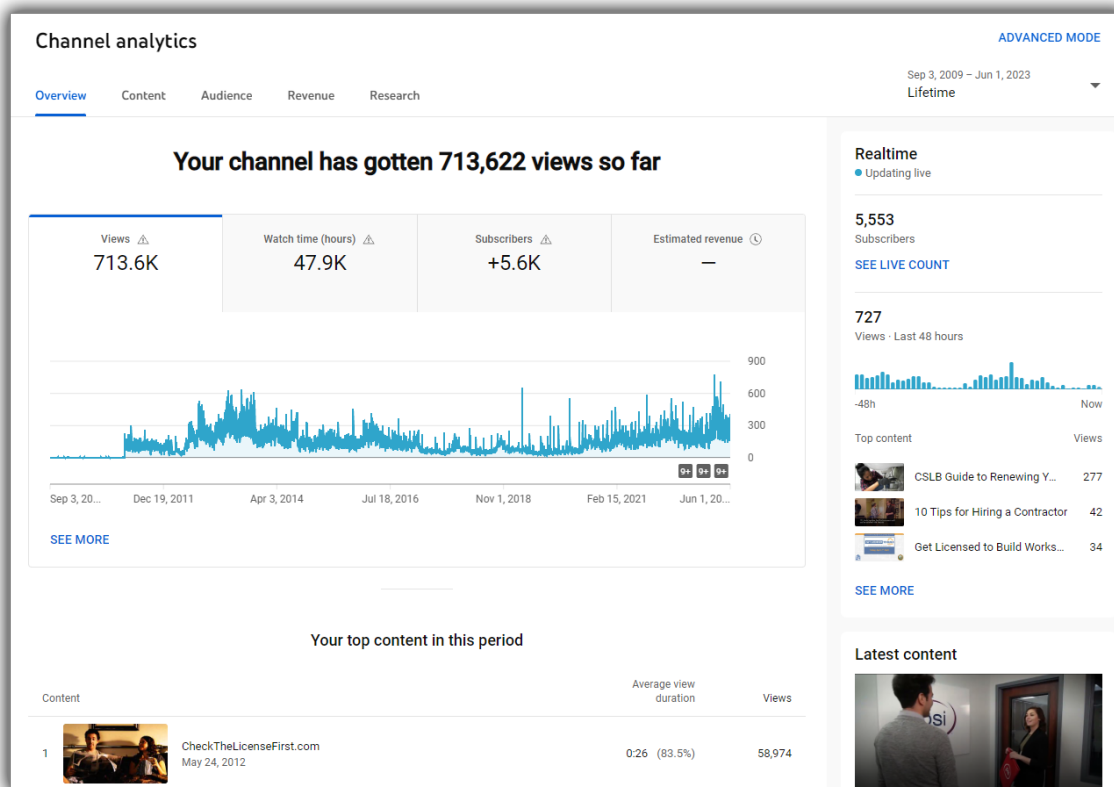 Channel analytics
ADVANCED MODE
Overview Content Audience Revenue Research
Sep 3, 2009 – Jun 1, 2023
Lifetime
Your channel has gotten 713,622 views so far
Views
713.6K
Watch time (hours)
47.9K
Subscribers
+5.6K
Estimated revenue
—
900
600
300
0
9+ 9+ 9+
Sep 3, 20... Dec 19, 2011 Apr 3, 2014 Jul 18, 2016 Nov 1, 2018 Feb 15, 2021 Jun 1, 20...
SEE MORE
Your top content in this period
Content Average view duration Views
1 CheckTheLicenseFirst.com 0:26 (83.5%) 58,974
May 24, 2012
Realtime
Updating live
5,553
Subscribers
SEE LIVE COUNT
727
Views · Last 48 hours
-48h Now
Top content Views
CSLB Guide to Renewing Y... 277
10 Tips for Hiring a Contractor 42
Get Licensed to Build Works... 34
SEE MORE
Latest content
psi